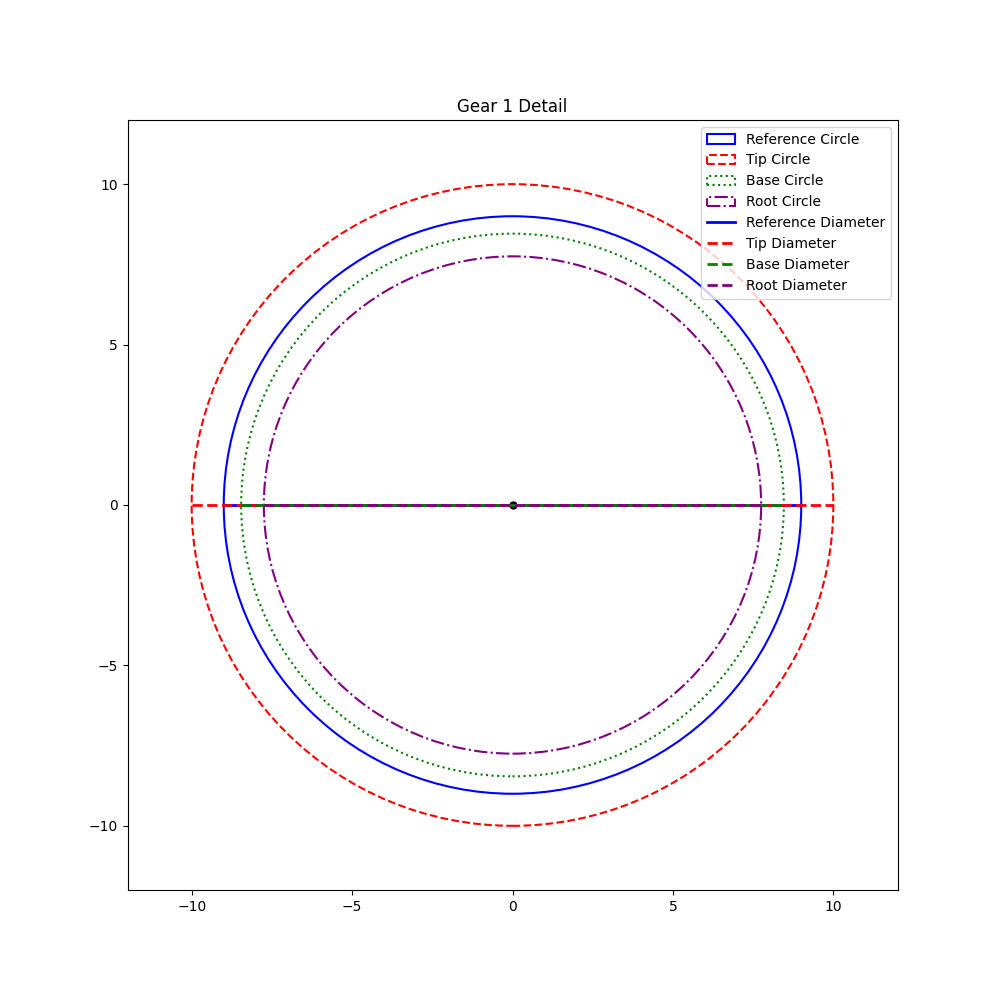 Gear 1 Detail
Reference Circle
Tip Circle
Base Circle
Root Circle
Reference Diameter
Tip Diameter
Base Diameter
Root Diameter
10
5
0
−5
−10
−10 −5 0 5 10